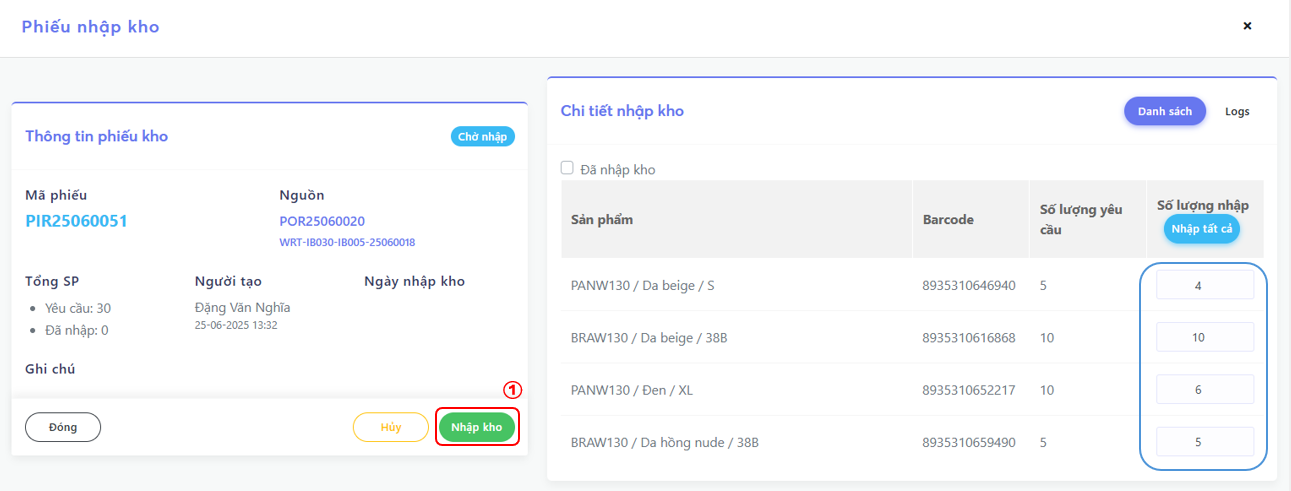 Phiếu nhập kho
×
Thông tin phiếu kho
Chờ nhập
Mã phiếu
Nguồn
PIR25060051
POR25060020
WRT-IB030-IB005-25060018
Tổng SP
Người tạo
Ngày nhập kho
Yêu cầu: 30
Đã nhập: 0
Đặng Văn Nghĩa
25-06-2025 13:32
Ghi chú
①
Đóng
Hủy
Nhập kho
Chi tiết nhập kho
Danh sách
Logs
Đã nhập kho
Sản phẩm
Barcode
Số lượng yêu
cầu
Số lượng nhập
Nhập tất cả
PANW130 / Da beige / S 8935310646940 5 4
BRAW130 / Da beige / 38B 8935310616868 10 10
PANW130 / Đen / XL 8935310652217 10 6
BRAW130 / Da hồng nude / 38B 8935310659490 5 5